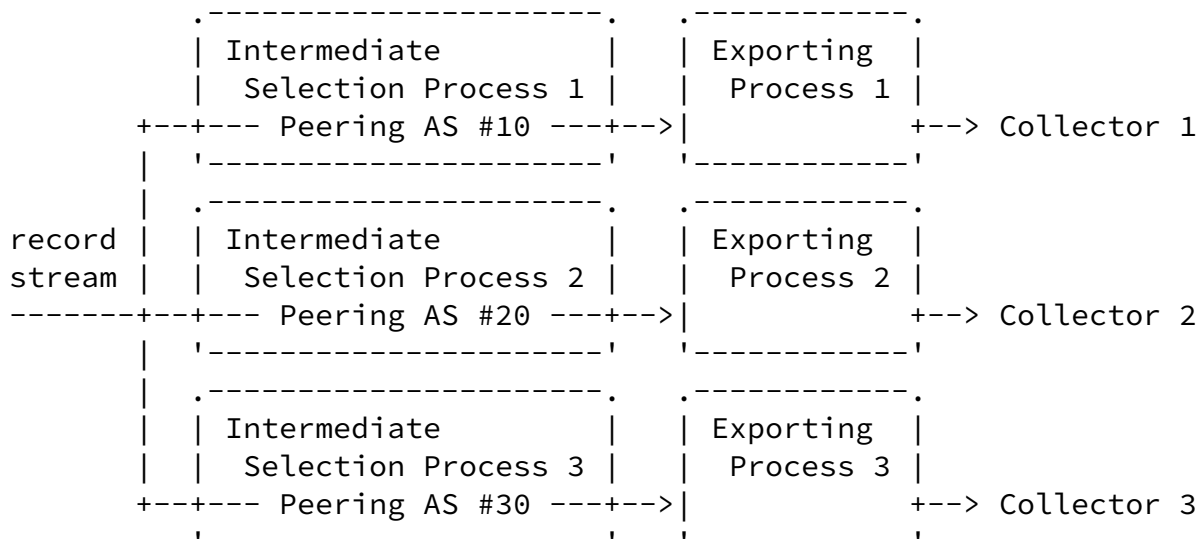 .----------------------.   .------------.
| Intermediate         |   | Exporting  |
|  Selection Process 1 |   |  Process 1 |
+--+--- Peering AS #10 ---+-->|            +--> Collector 1
|  '----------------------'   '------------'
|  .----------------------.   .------------.
record |  | Intermediate         |   | Exporting  |
stream |  |  Selection Process 2 |   |  Process 2 |
-------+--+--- Peering AS #20 ---+-->|            +--> Collector 2
|  '----------------------'   '------------'
|  .----------------------.   .------------.
|  | Intermediate         |   | Exporting  |
|  |  Selection Process 3 |   |  Process 3 |
+--+--- Peering AS #30 ---+-->|            +--> Collector 3